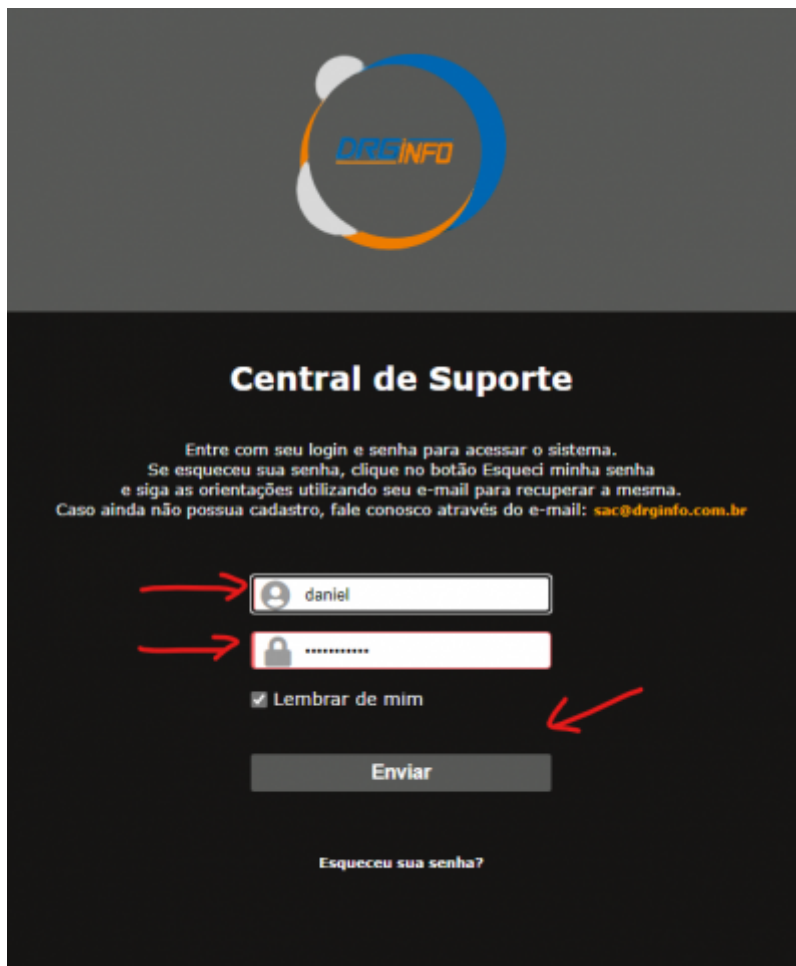 DRGINFO
Central de Suporte
Entre com seu login e senha para acessar o sistema.
Se esqueceu sua senha, clique no botão Esqueci minha senha
e siga as orientações utilizando seu e-mail para recuperar a mesma.
Caso ainda não possua cadastro, fale conosco através do e-mail: sac@drginfo.com.br
daniel
•••••••••••
Lembrar de mim
Enviar
Esqueceu sua senha?